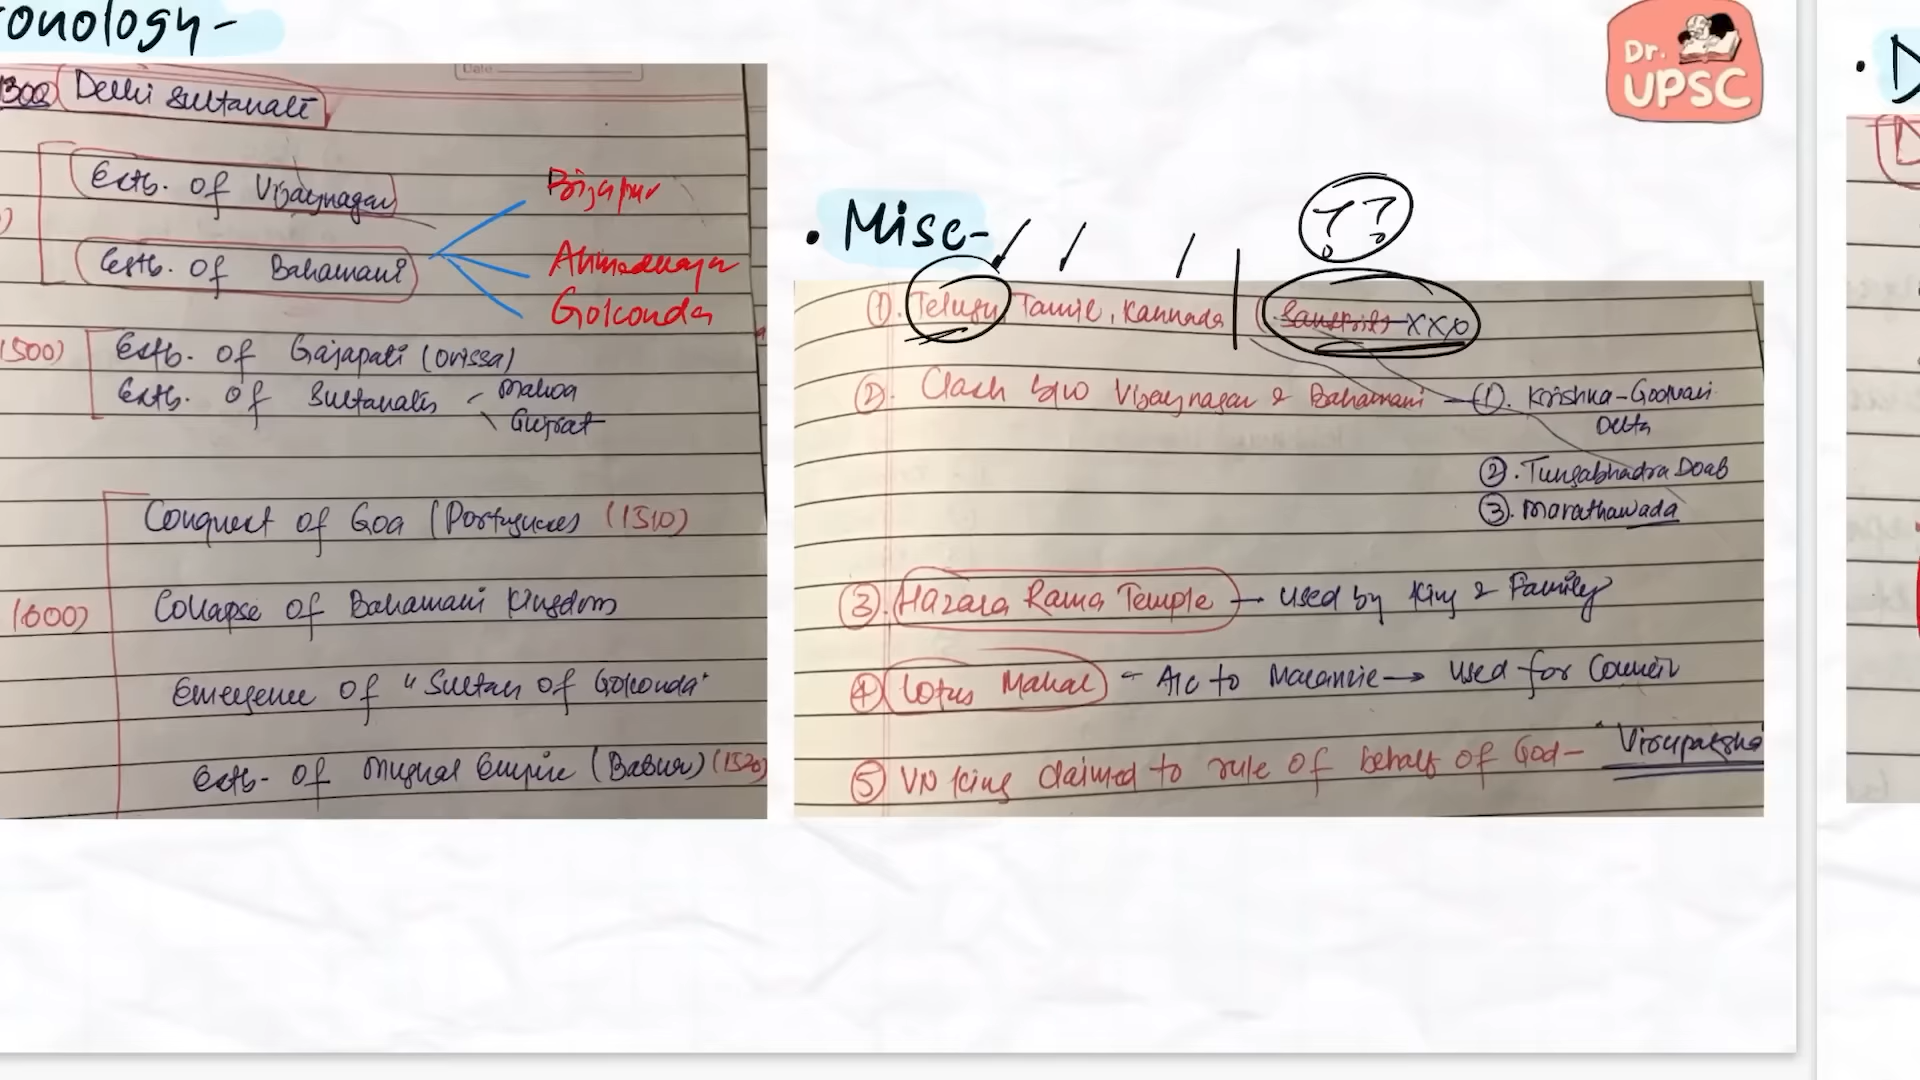 onology-
Date
1300 Delhi Sultanate
Estb. of Vijaynagar
Estb. of Bahamani
Bijapur
Ahmednagar
Golconda
1500) Estb. of Gajapati (Orissa)
Estb. of Sultanates - Malwa
Gujrat
Conquest of Goa (Portugueses (1510)
(1600) Collapse of Bahamani Kingdom
Emergence of "Sultan of Golconda"
Estb- of Mughal Empire (Babur) (1526)
Dr.
UPSC
• Misc-
??
①. Telugu, Tamil, Kannada (Sanskrit XXX)
②. Clash b/w Vijaynagar & Bahamani - ①. Krishna-Godavari
Delta
②. Tungabhadra Doab
③. Marathawada
③. Hazara Rama Temple - used by King & Family
④ Lotus Mahal - A/c to Macanzie → Used for Council
⑤ VN King claimed to rule of behalf of God- "Virupaksha